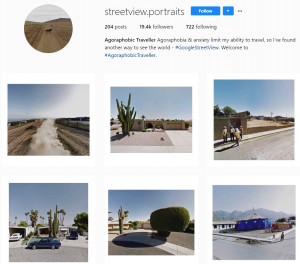 streetview.portraits
Follow
204 posts 19.4k followers 722 following
Agoraphobic Traveller Agoraphobia & anxiety limit my ability to travel, so I've found
another way to see the world - #GoogleStreetView. Welcome to
#AgoraphobicTraveller.